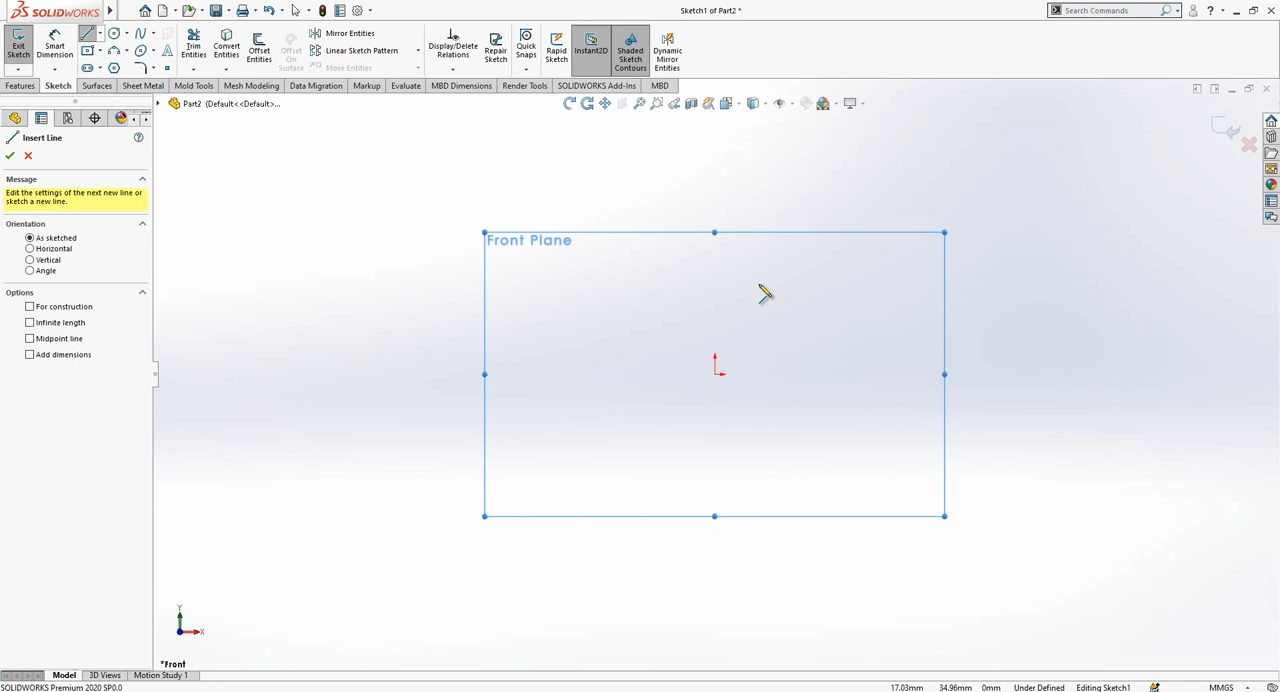 SOLIDWORKS
Sketch1 of Part2 *
Search Commands
?
Exit Sketch
Smart Dimension
Trim Entities
Convert Entities
Offset Entities
Offset On Surface
Mirror Entities
Linear Sketch Pattern
Move Entities
Display/Delete Relations
Repair Sketch
Quick Snaps
Rapid Sketch
Instant2D
Shaded Sketch Contours
Dynamic Mirror Entities
Features
Sketch
Surfaces
Sheet Metal
Mold Tools
Mesh Modeling
Data Migration
Markup
Evaluate
MBD Dimensions
Render Tools
SOLIDWORKS Add-Ins
MBD
Part2 (Default<<Default>...
Insert Line
?
Message
Edit the settings of the next new line or
sketch a new line.
Orientation
As sketched
Horizontal
Vertical
Angle
Options
For construction
Infinite length
Midpoint line
Add dimensions
Front Plane
Y
X
*Front
Model
3D Views
Motion Study 1
SOLIDWORKS Premium 2020 SP0.0
17.03mm
34.96mm
0mm
Under Defined
Editing Sketch1
MMGS